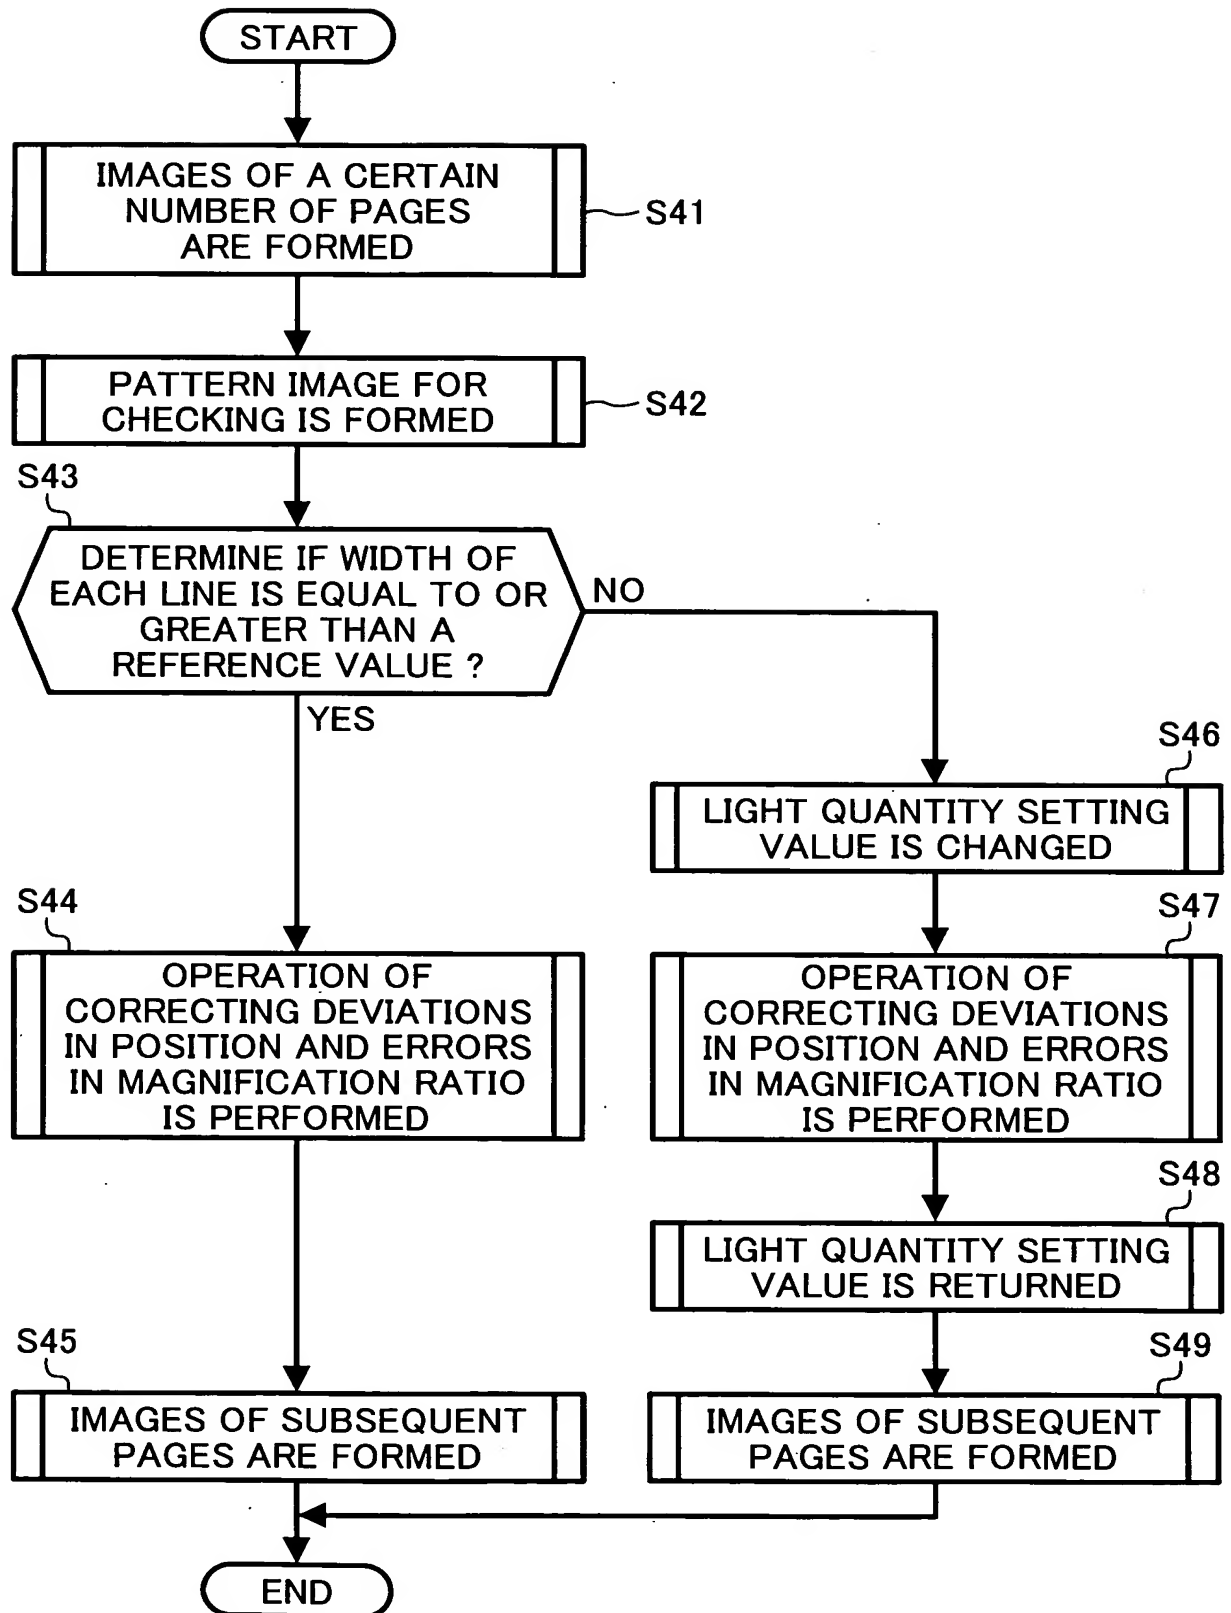 START
IMAGES OF A CERTAIN
NUMBER OF PAGES
ARE FORMED
S41
PATTERN IMAGE FOR
CHECKING IS FORMED
S42
S43
DETERMINE IF WIDTH OF
EACH LINE IS EQUAL TO OR
GREATER THAN A
REFERENCE VALUE ?
NO
YES
S46
LIGHT QUANTITY SETTING
VALUE IS CHANGED
S44
OPERATION OF
CORRECTING DEVIATIONS
IN POSITION AND ERRORS
IN MAGNIFICATION RATIO
IS PERFORMED
S47
OPERATION OF
CORRECTING DEVIATIONS
IN POSITION AND ERRORS
IN MAGNIFICATION RATIO
IS PERFORMED
S48
LIGHT QUANTITY SETTING
VALUE IS RETURNED
S45
IMAGES OF SUBSEQUENT
PAGES ARE FORMED
S49
IMAGES OF SUBSEQUENT
PAGES ARE FORMED
END